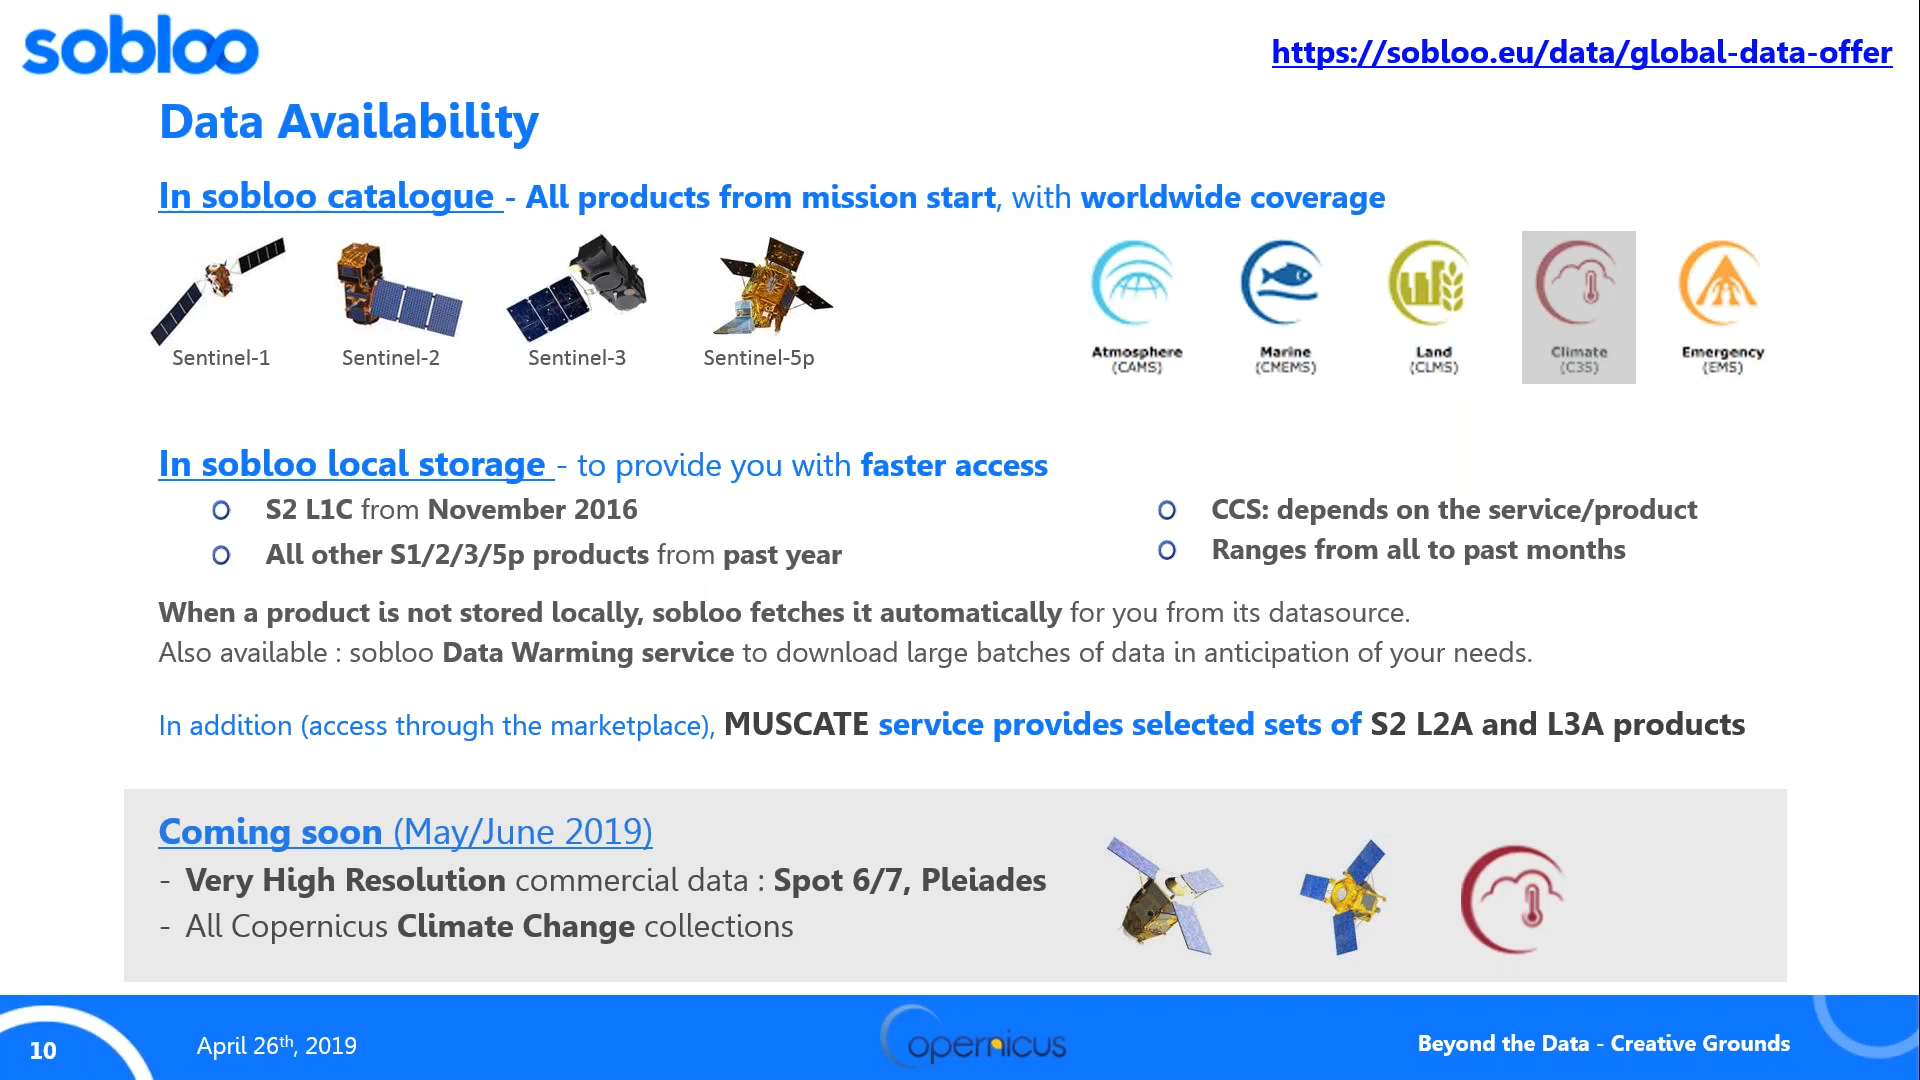 sobloo
https://sobloo.eu/data/global-data-offer
Data Availability
In sobloo catalogue - All products from mission start, with worldwide coverage
Sentinel-1
Sentinel-2
Sentinel-3
Sentinel-5p
Atmosphere
(CAMS)
Marine
(CMEMS)
Land
(CLMS)
Climate
(C3S)
Emergency
(EMS)
In sobloo local storage - to provide you with faster access
o S2 L1C from November 2016
o All other S1/2/3/5p products from past year
o CCS: depends on the service/product
o Ranges from all to past months
When a product is not stored locally, sobloo fetches it automatically for you from its datasource.
Also available : sobloo Data Warming service to download large batches of data in anticipation of your needs.
In addition (access through the marketplace), MUSCATE service provides selected sets of S2 L2A and L3A products
Coming soon (May/June 2019)
- Very High Resolution commercial data : Spot 6/7, Pleiades
- All Copernicus Climate Change collections
10
April 26th, 2019
Copernicus
Beyond the Data - Creative Grounds